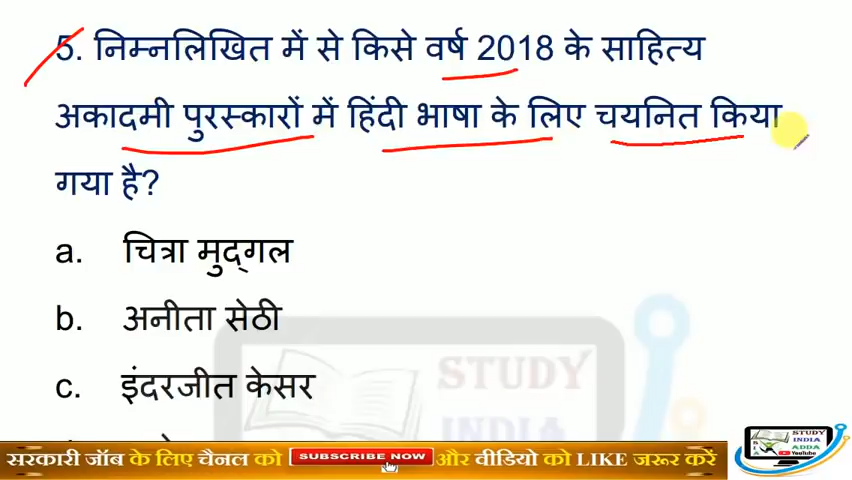 5. निम्नलिखित में से किसे वर्ष 2018 के साहित्य
अकादमी पुरस्कारों में हिंदी भाषा के लिए चयनित किया
गया है?
a. चित्रा मुद्गल
b. अनीता सेठी
c. इंदरजीत केसर
STUDY
INDIA
सरकारी जॉब के लिए चैनल को SUBSCRIBE NOW और वीडियो को LIKE जरूर करें
STUDY
INDIA
ADDA
YouTube